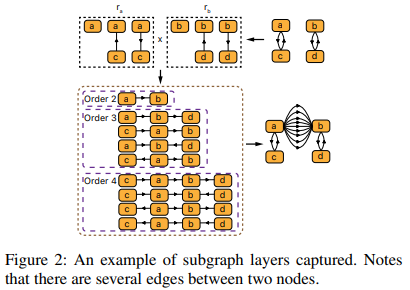 r_a r_b
a a a x b b b a b
c c d d c d
Order 2 a b
Order 3 a b d
c a b
a b d
c a b
a b
c d
Order 4 c a b d
c a b d
c a b d
c a b d
Figure 2: An example of subgraph layers captured. Notes
that there are several edges between two nodes.